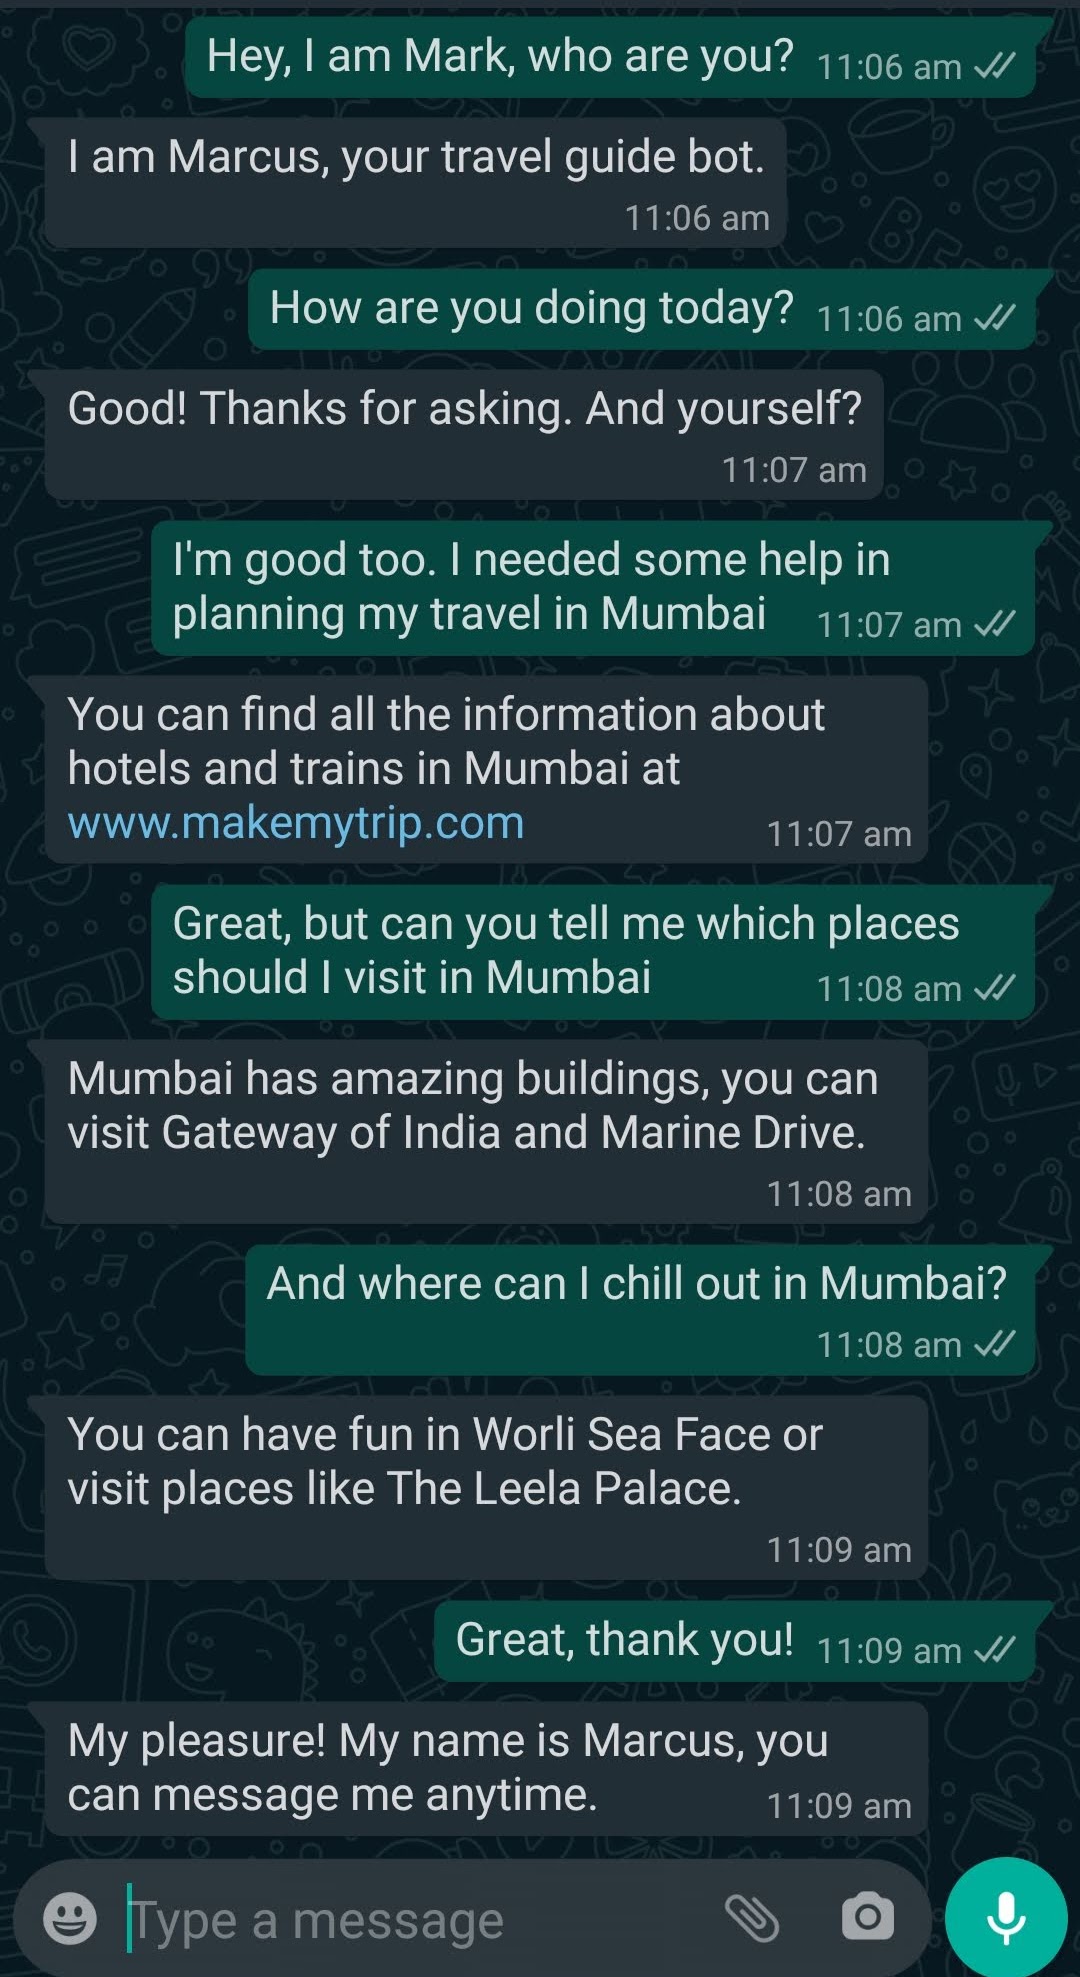 Hey, I am Mark, who are you? 11:06 am
I am Marcus, your travel guide bot.
11:06 am
How are you doing today? 11:06 am
Good! Thanks for asking. And yourself?
11:07 am
I'm good too. I needed some help in
planning my travel in Mumbai 11:07 am
You can find all the information about
hotels and trains in Mumbai at
www.makemytrip.com 11:07 am
Great, but can you tell me which places
should I visit in Mumbai 11:08 am
Mumbai has amazing buildings, you can
visit Gateway of India and Marine Drive.
11:08 am
And where can I chill out in Mumbai?
11:08 am
You can have fun in Worli Sea Face or
visit places like The Leela Palace.
11:09 am
Great, thank you! 11:09 am
My pleasure! My name is Marcus, you
can message me anytime. 11:09 am
Type a message